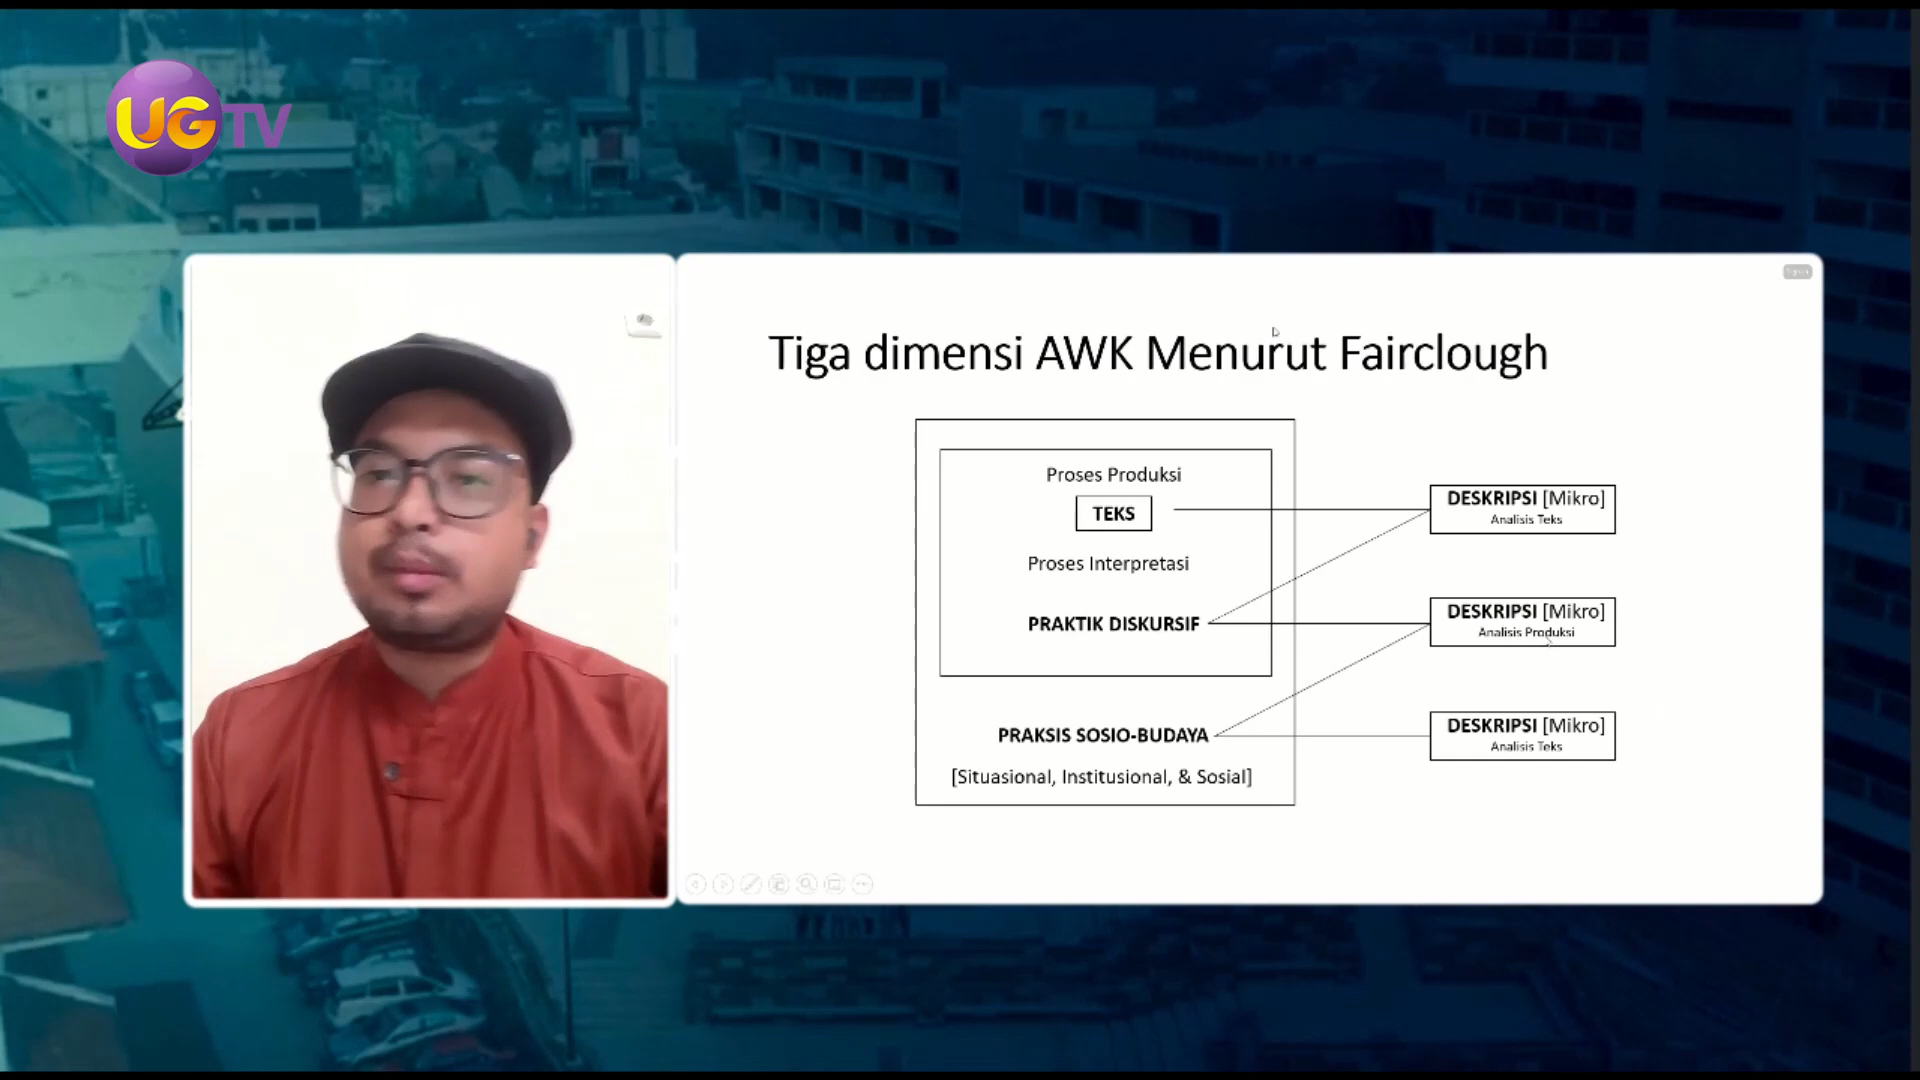 UGTV
Tiga dimensi AWK Menurut Fairclough
Proses Produksi
TEKS
Proses Interpretasi
PRAKTIK DISKURSIF
PRAKSIS SOSIO-BUDAYA
[Situasional, Institusional, & Sosial]
DESKRIPSI [Mikro]
Analisis Teks
DESKRIPSI [Mikro]
Analisis Produksi
DESKRIPSI [Mikro]
Analisis Teks